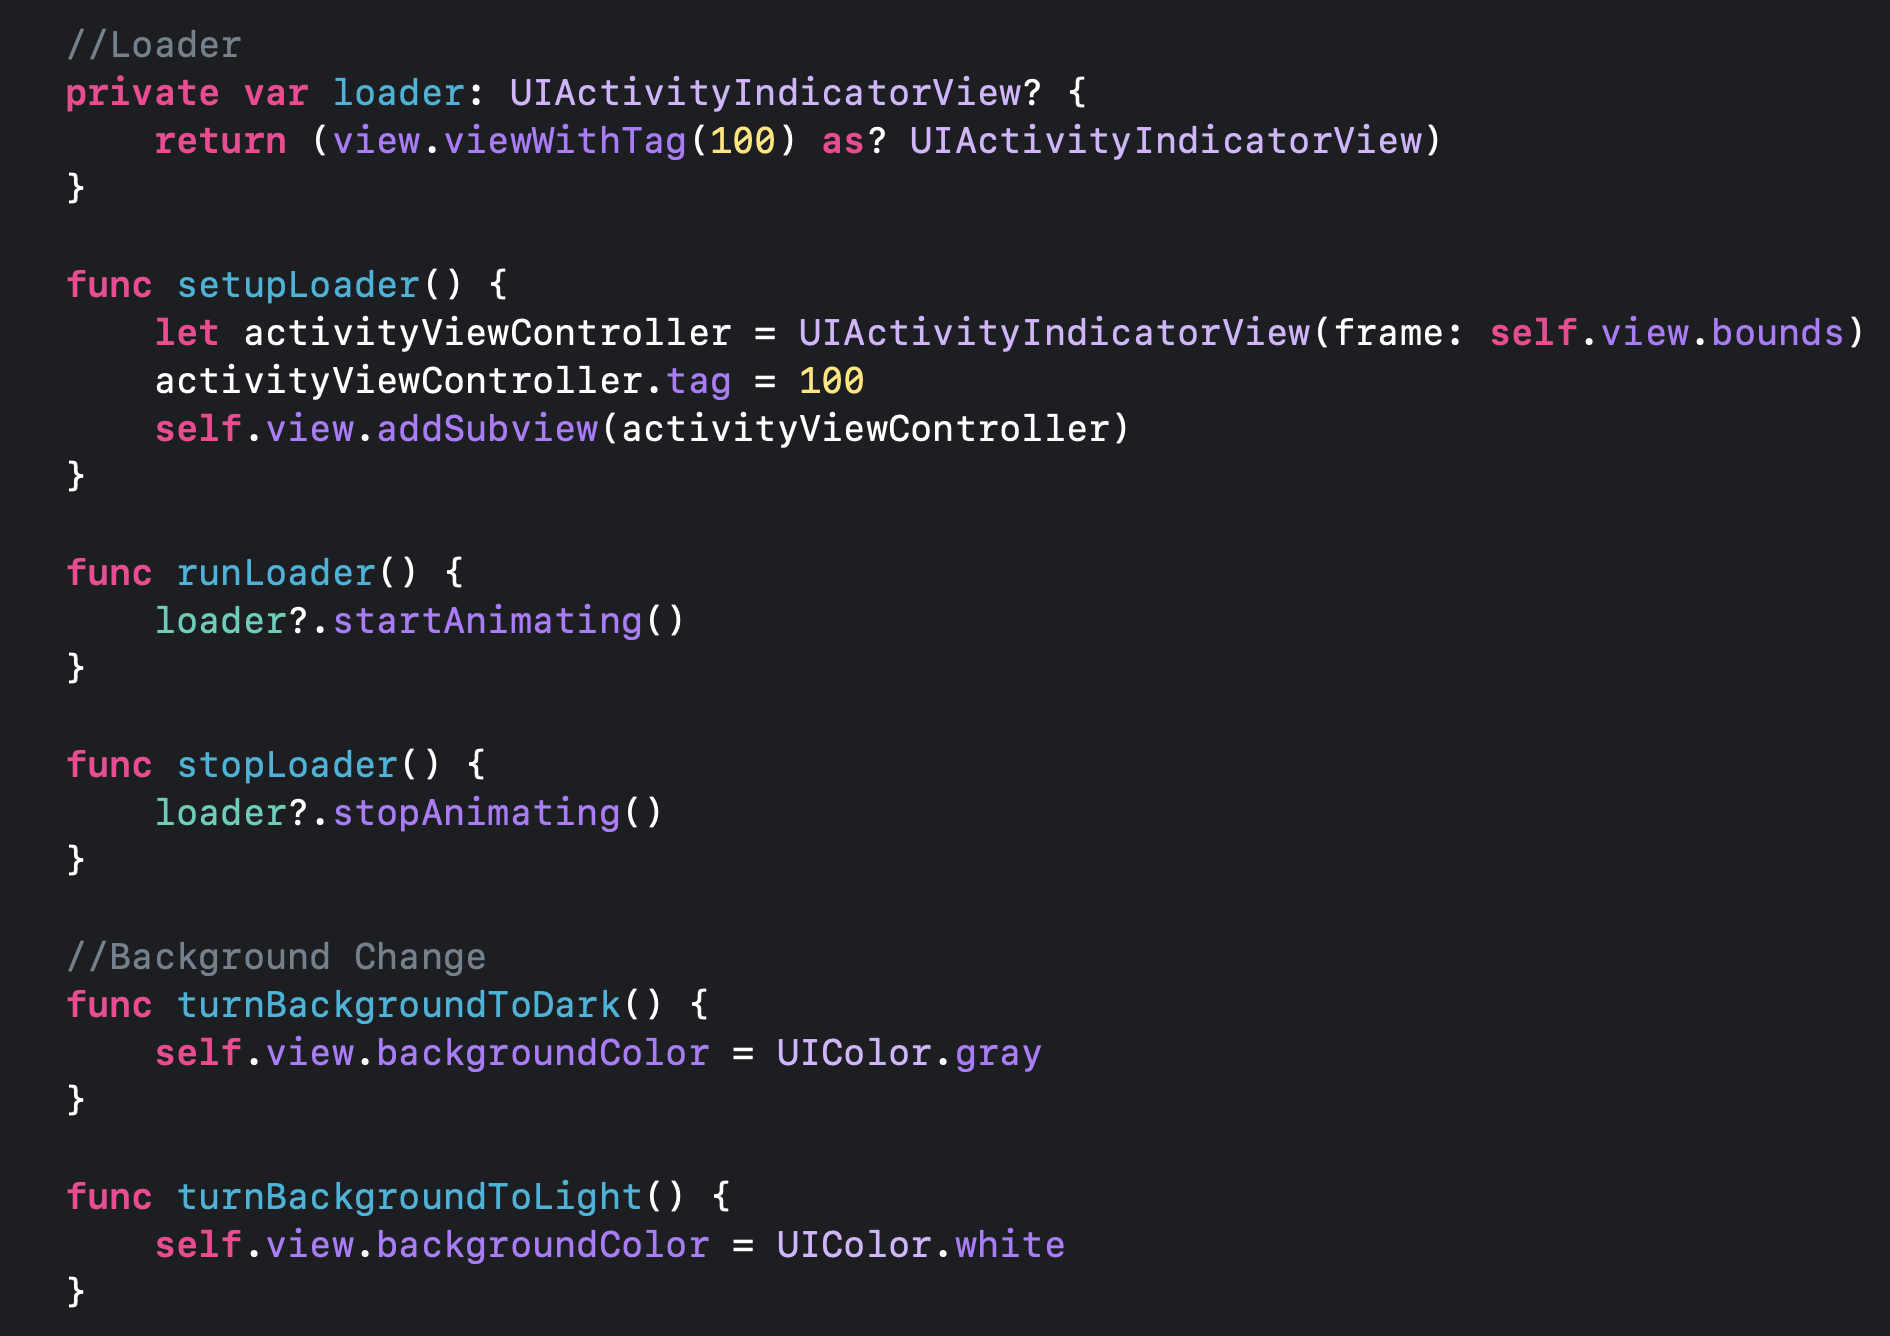 //Loader
private var loader: UIActivityIndicatorView? {
    return (view.viewWithTag(100) as? UIActivityIndicatorView)
}

func setupLoader() {
    let activityViewController = UIActivityIndicatorView(frame: self.view.bounds)
    activityViewController.tag = 100
    self.view.addSubview(activityViewController)
}

func runLoader() {
    loader?.startAnimating()
}

func stopLoader() {
    loader?.stopAnimating()
}

//Background Change
func turnBackgroundToDark() {
    self.view.backgroundColor = UIColor.gray
}

func turnBackgroundToLight() {
    self.view.backgroundColor = UIColor.white
}